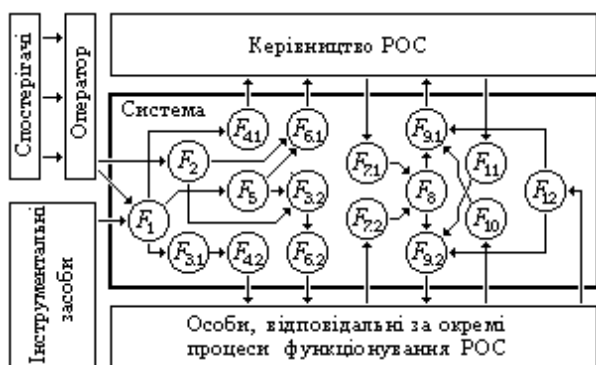 Спостерігачі
Оператор
Керівництво РОС
Система
F4.1
F6.1
F9.1
F2
F7.1
F11
F5
F3.2
F8
F12
F1
F7.2
F10
F3.1
F4.2
F6.2
F9.2
Інструментальні
засоби
Особи, відповідальні за окремі
процеси функціонування РОС